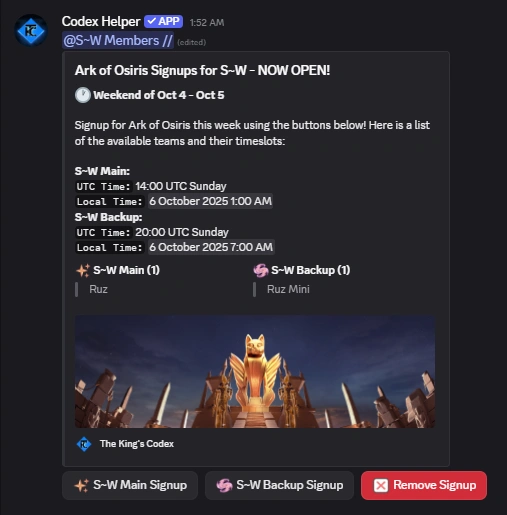 Codex Helper ✓ APP 1:52 AM
@S~W Members // (edited)
Ark of Osiris Signups for S~W - NOW OPEN!
Weekend of Oct 4 - Oct 5
Signup for Ark of Osiris this week using the buttons below! Here is a list
of the available teams and their timeslots:
S~W Main:
UTC Time: 14:00 UTC Sunday
Local Time: 6 October 2025 1:00 AM
S~W Backup:
UTC Time: 20:00 UTC Sunday
Local Time: 6 October 2025 7:00 AM
S~W Main (1) S~W Backup (1)
Ruz Ruz Mini
The King's Codex
S~W Main Signup S~W Backup Signup Remove Signup